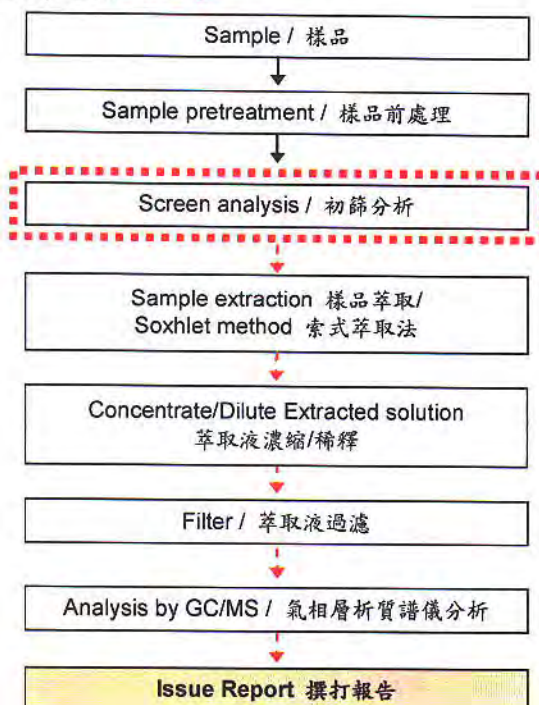 Sample / 樣品
Sample pretreatment / 樣品前處理
Screen analysis / 初篩分析
Sample extraction 樣品萃取/
Soxhlet method 索式萃取法
Concentrate/Dilute Extracted solution
萃取液濃縮/稀釋
Filter / 萃取液過濾
Analysis by GC/MS / 氣相層析質譜儀分析
Issue Report 撰打報告